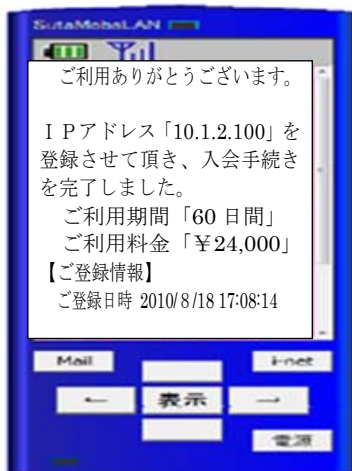 SutaMobaLAN
ご利用ありがとうございます。
ＩＰアドレス「10.1.2.100」を
登録させて頂き、入会手続き
を完了しました。
ご利用期間「60 日間」
ご利用料金「￥24,000」
【ご登録情報】
ご登録日時 2010/8/18 17:08:14
Mail
i-net
← 表示 →
電源